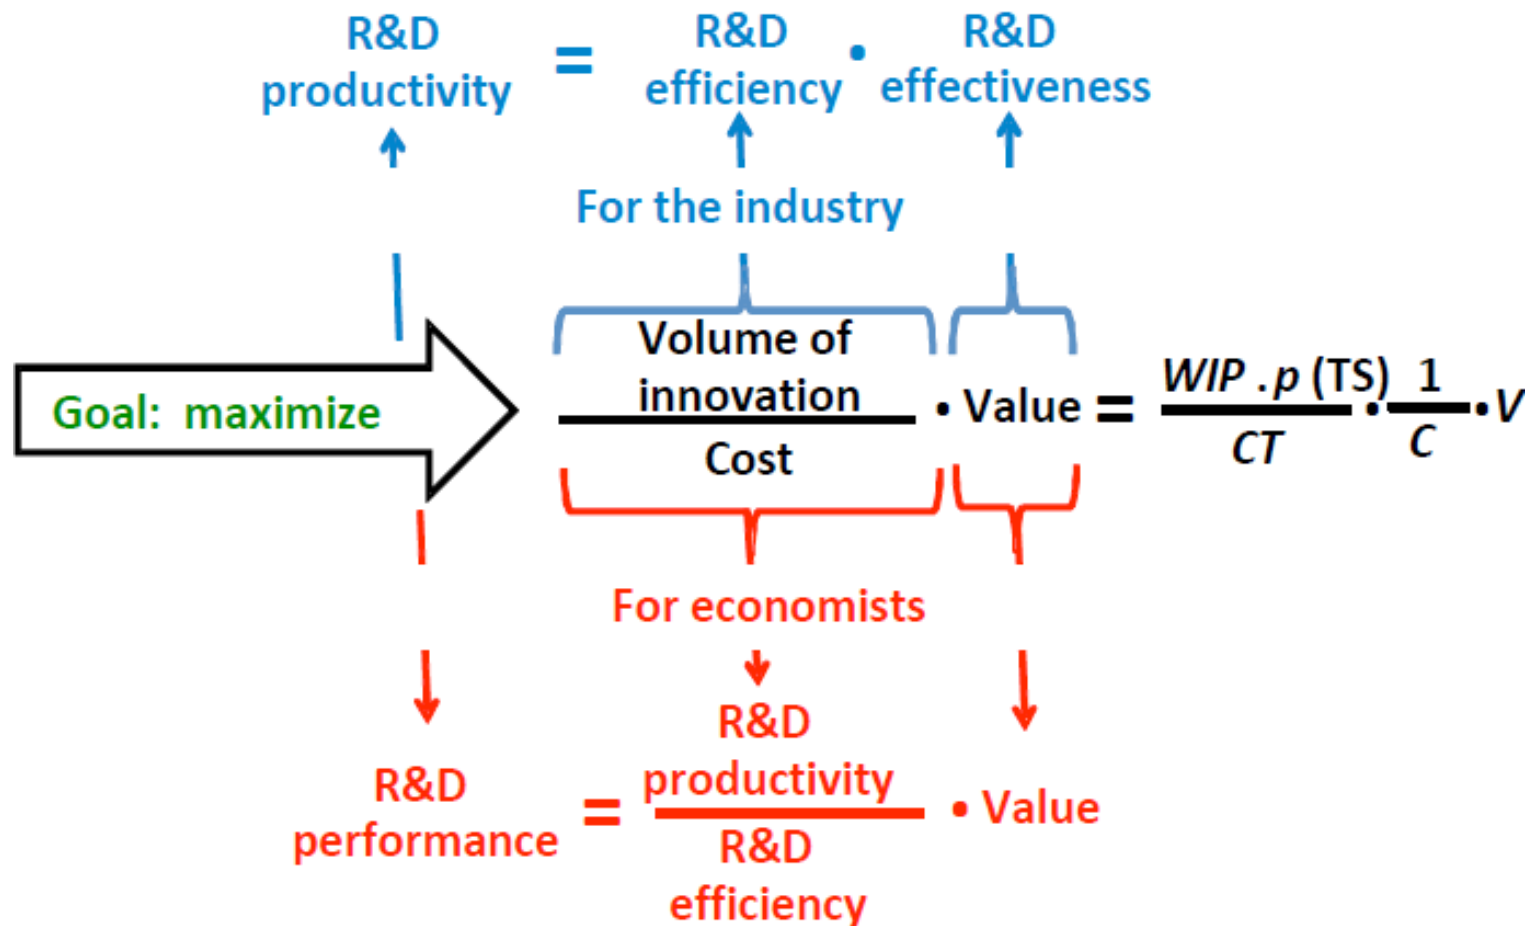 R&D productivity = R&D efficiency • R&D effectiveness
For the industry
Goal: maximize
Volume of innovation
Cost
• Value = WIP . p (TS) / CT • 1 / C • V
For economists
R&D performance = R&D productivity / R&D efficiency • Value